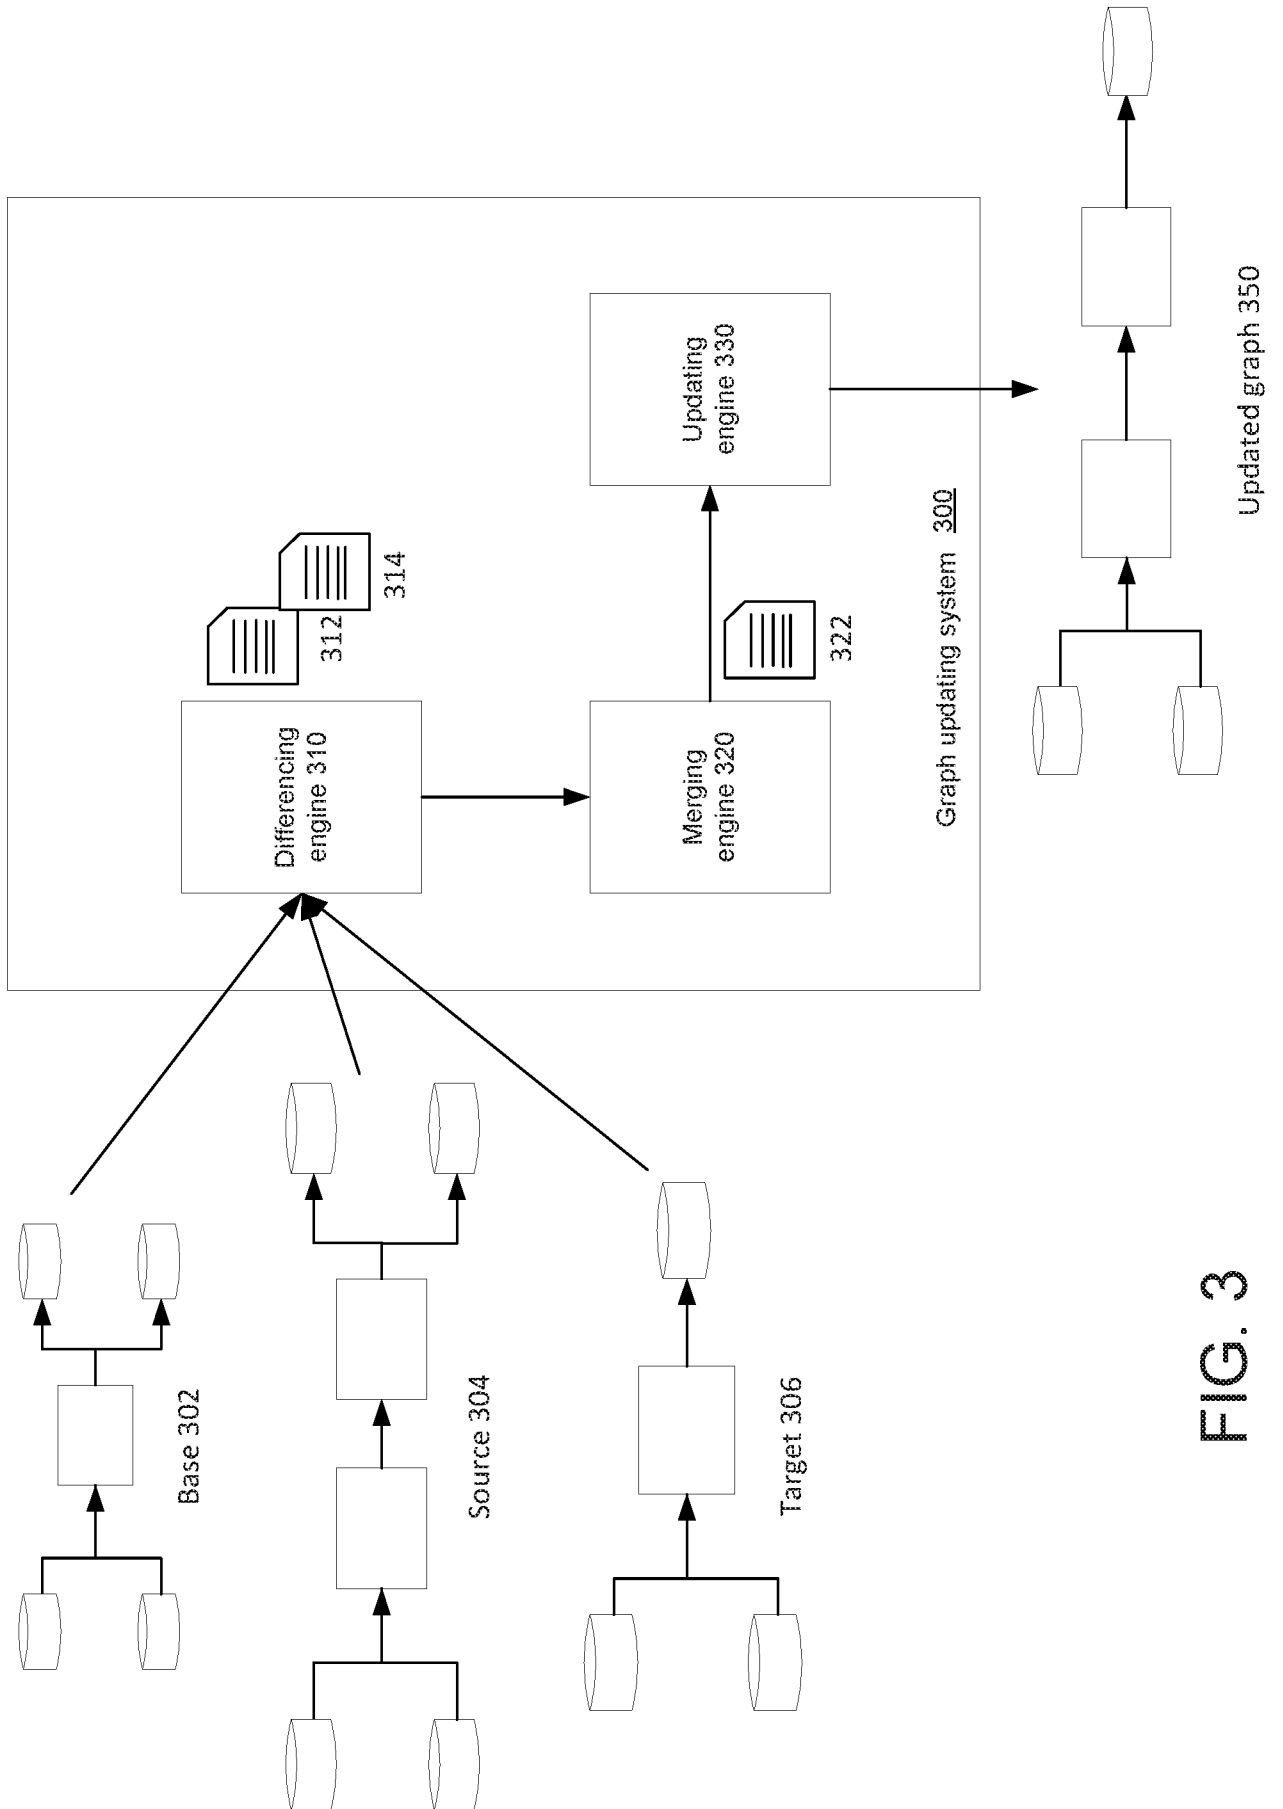 Base 302
Source 304
Target 306
Differencing
engine 310
312
314
Merging
engine 320
322
Updating
engine 330
Graph updating system 300
Updated graph 350
FIG. 3